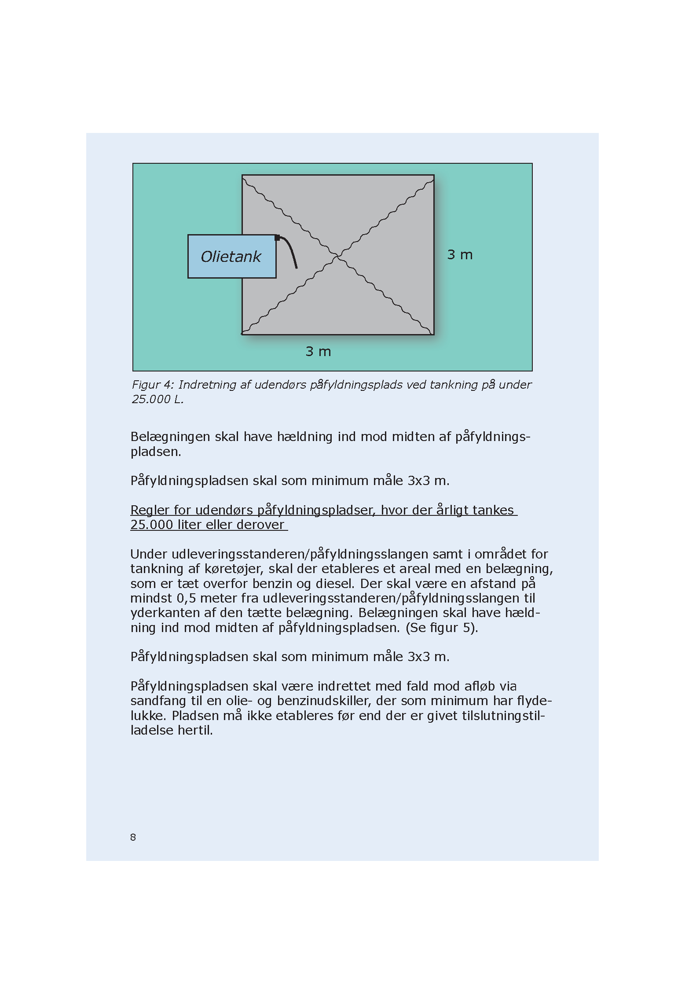 Olietank
3 m
3 m
Figur 4: Indretning af udendørs påfyldningsplads ved tankning på under
25.000 L.
Belægningen skal have hældning ind mod midten af påfyldnings-
pladsen.
Påfyldningspladsen skal som minimum måle 3x3 m.
Regler for udendørs påfyldningspladser, hvor der årligt tankes
25.000 liter eller derover
Under udleveringsstanderen/påfyldningsslangen samt i området for
tankning af køretøjer, skal der etableres et areal med en belægning,
som er tæt overfor benzin og diesel. Der skal være en afstand på
mindst 0,5 meter fra udleveringsstanderen/påfyldningsslangen til
yderkanten af den tætte belægning. Belægningen skal have hæld-
ning ind mod midten af påfyldningspladsen. (Se figur 5).
Påfyldningspladsen skal som minimum måle 3x3 m.
Påfyldningspladsen skal være indrettet med fald mod afløb via
sandfang til en olie- og benzinudskiller, der som minimum har flyde-
lukke. Pladsen må ikke etableres før end der er givet tilslutningstil-
ladelse hertil.
8